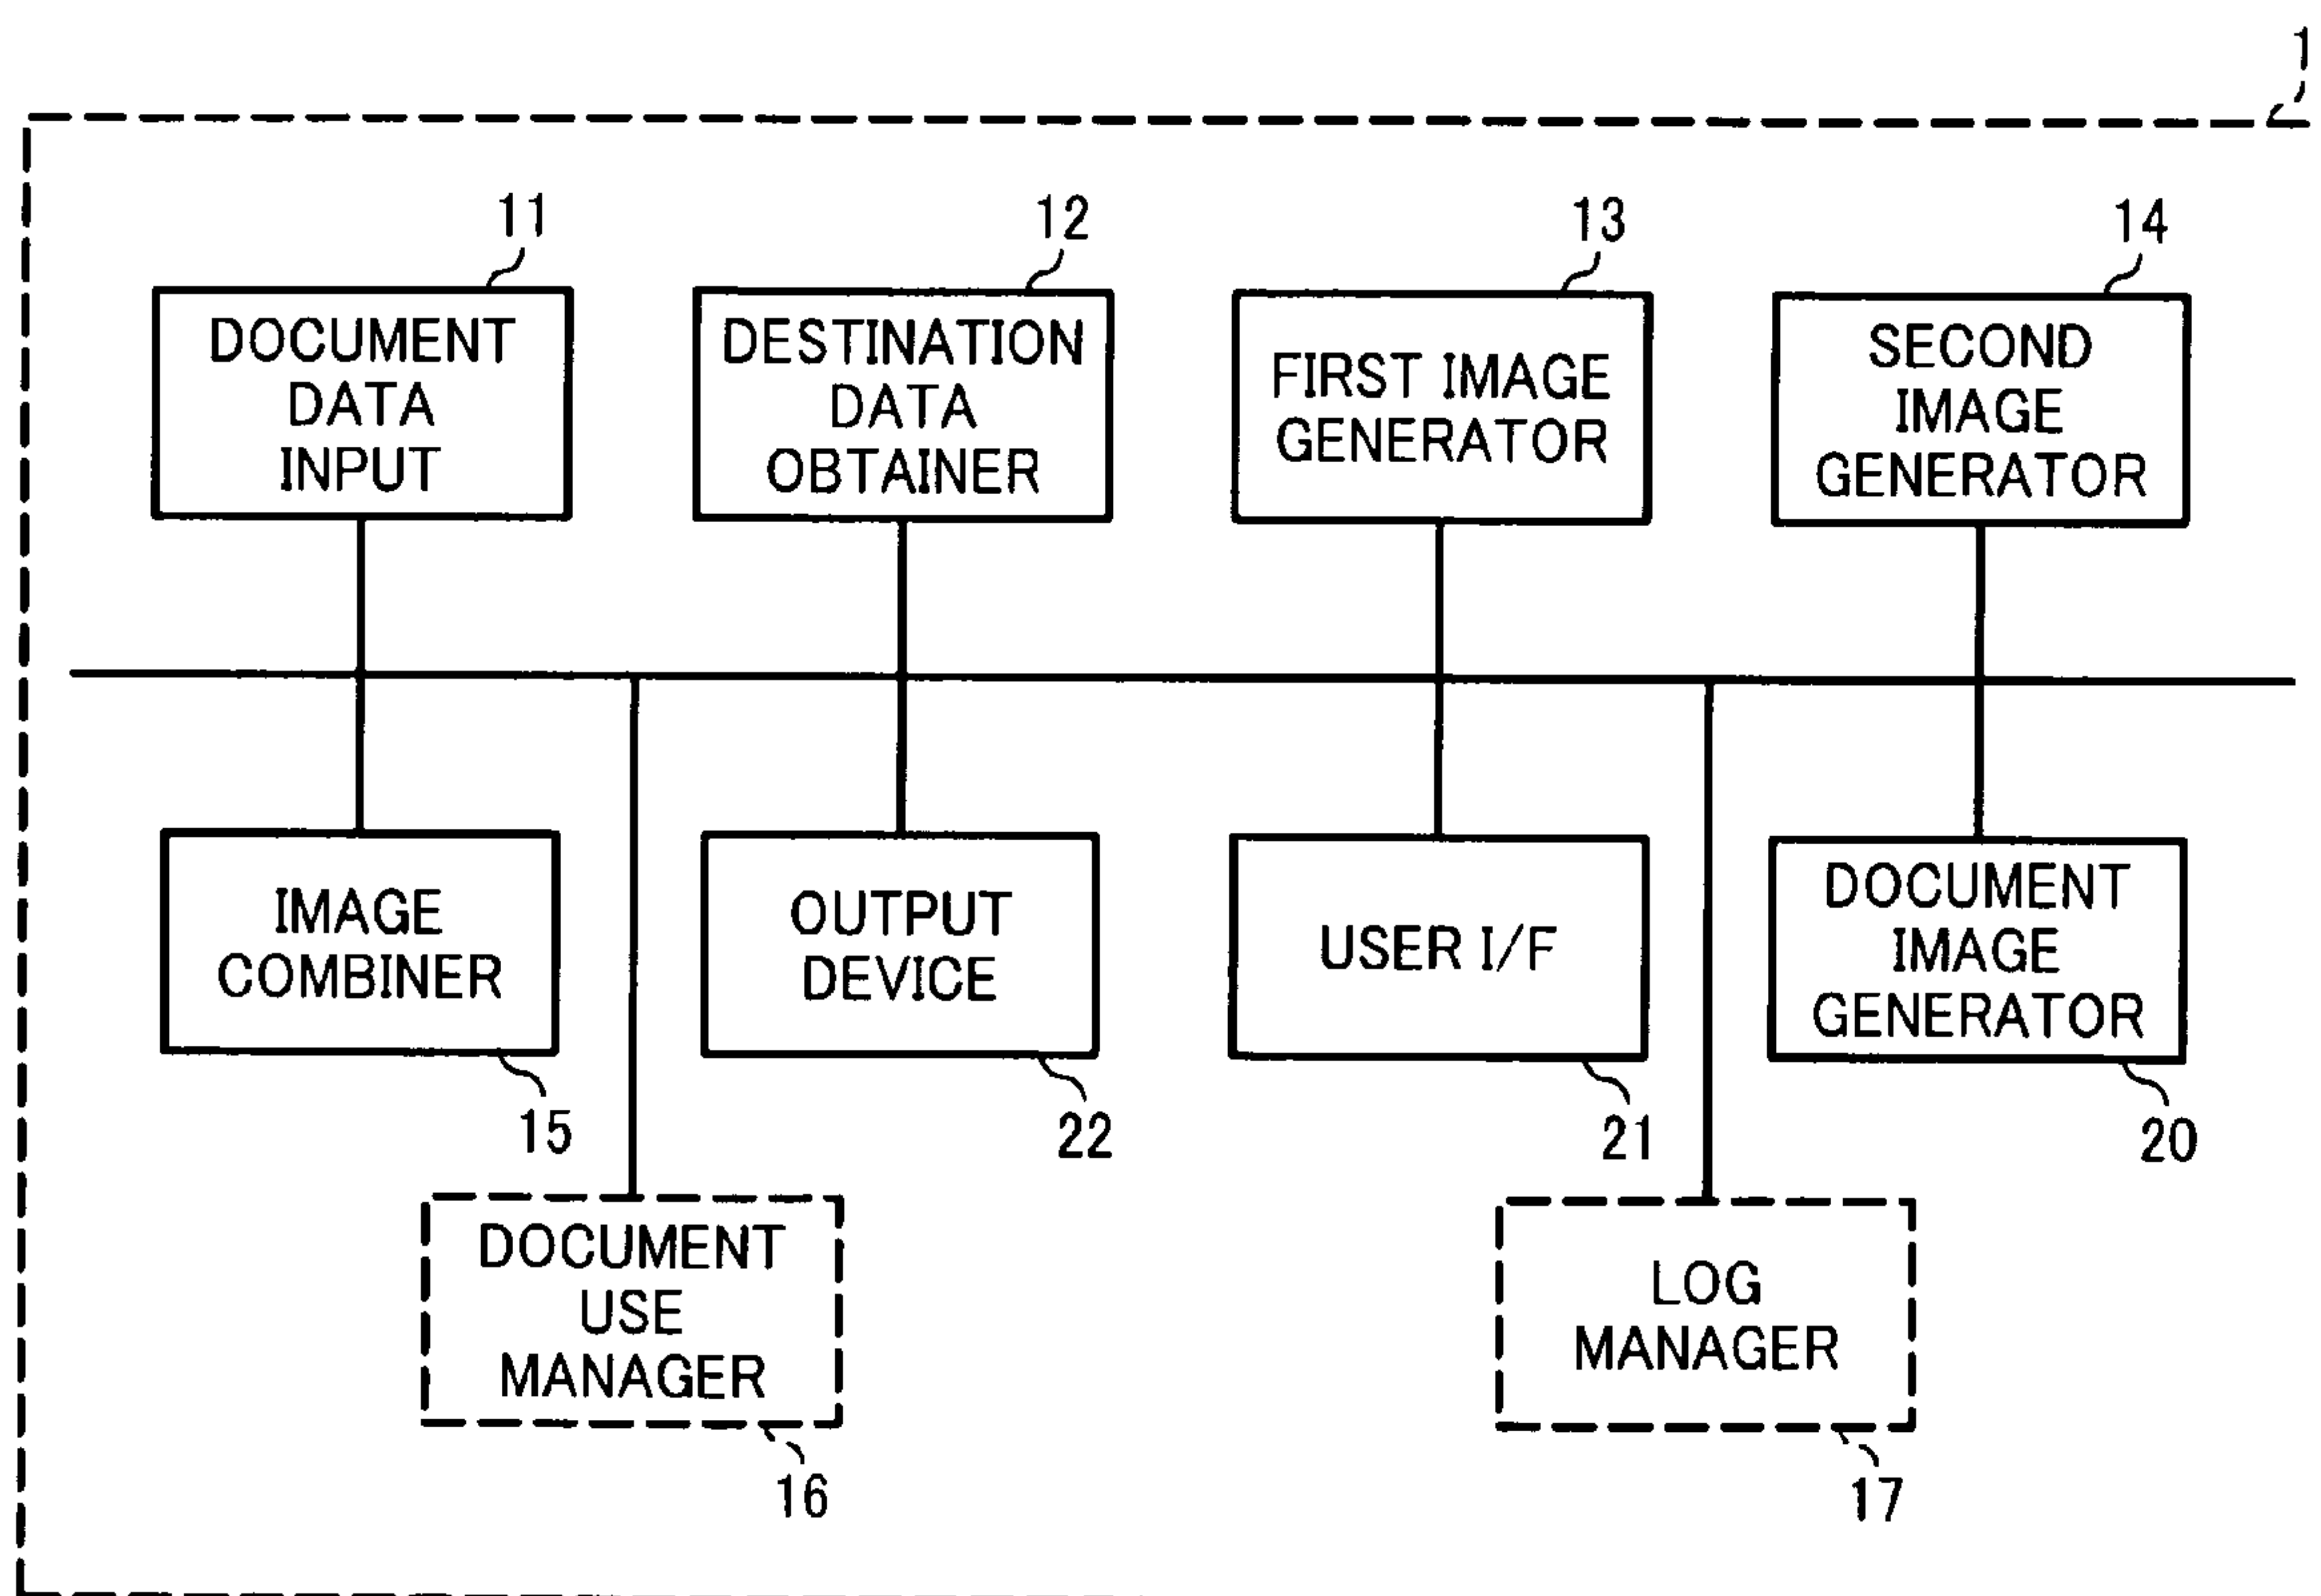 1
11
12
13
14
DOCUMENT
DATA
INPUT
DESTINATION
DATA
OBTAINER
FIRST IMAGE
GENERATOR
SECOND
IMAGE
GENERATOR
IMAGE
COMBINER
OUTPUT
DEVICE
USER I/F
DOCUMENT
IMAGE
GENERATOR
15
22
21
20
DOCUMENT
USE
MANAGER
LOG
MANAGER
16
17